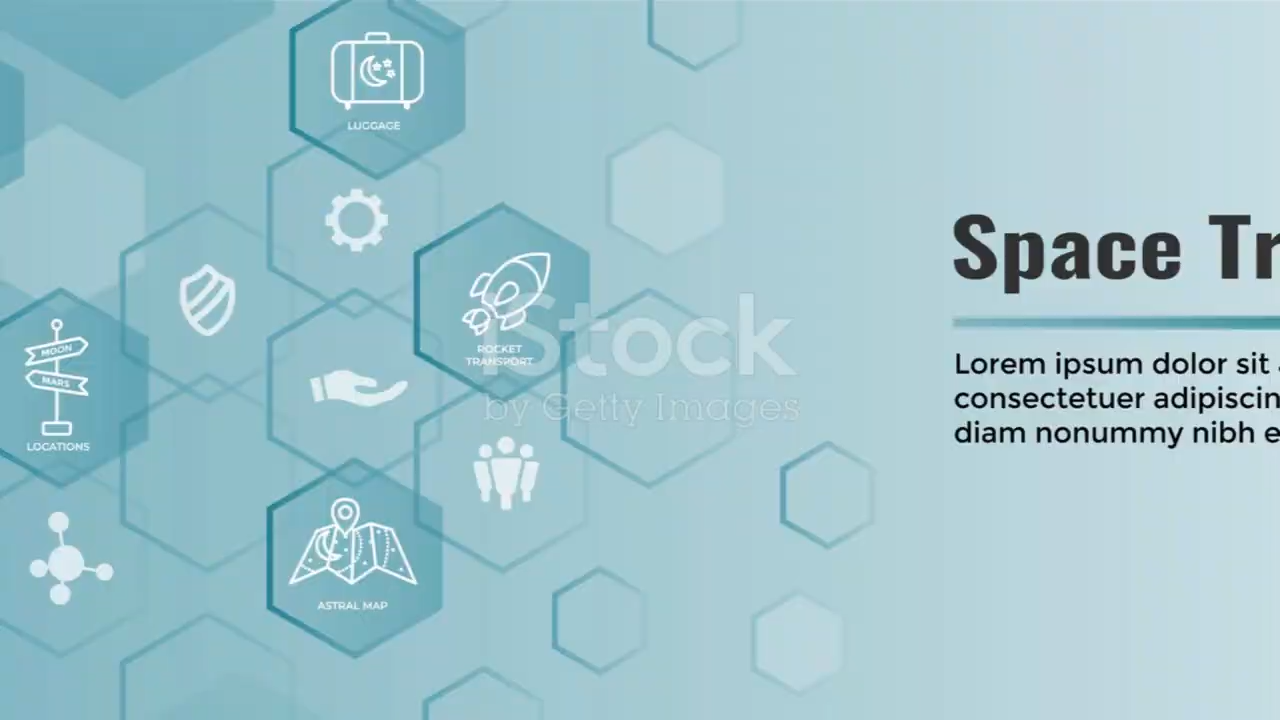 LUGGAGE
Space Tr
MOON
MARS
LOCATIONS
ROCKET
TRANSPORT
iStock
by Getty Images
Lorem ipsum dolor sit
consectetuer adipiscin
diam nonummy nibh e
ASTRAL MAP